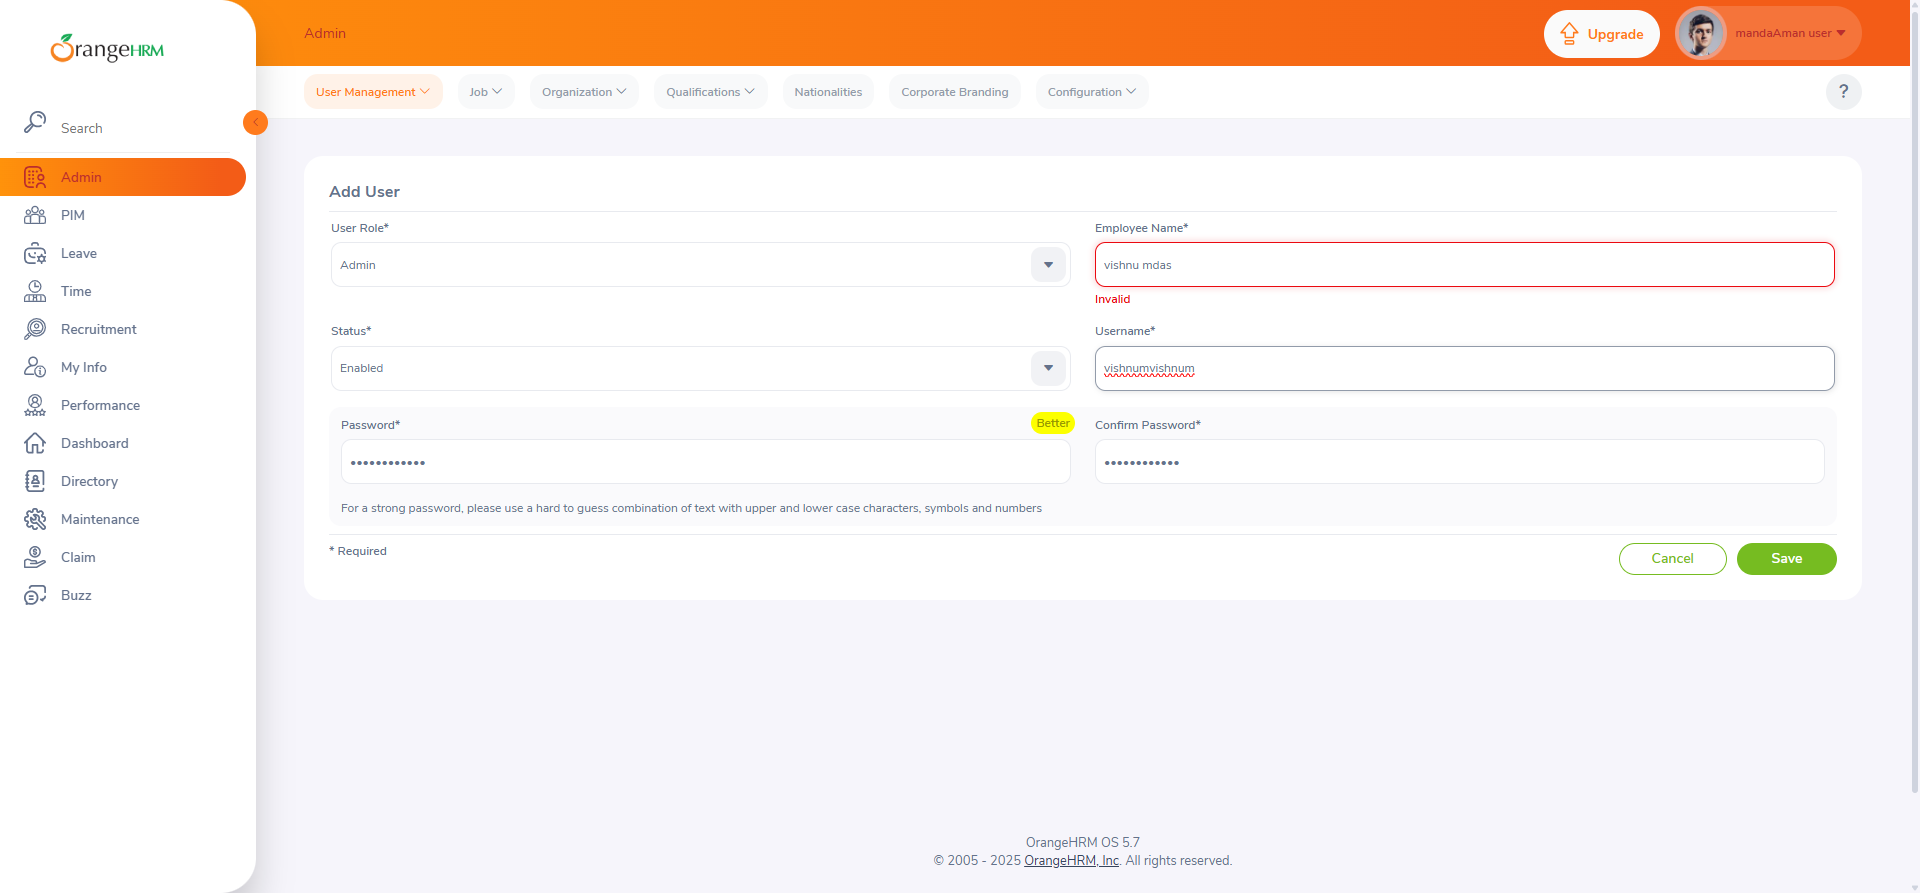 OrangeHRM
Admin
Upgrade
mandaAman user
User Management
Job
Organization
Qualifications
Nationalities
Corporate Branding
Configuration
?
Search
Admin
PIM
Leave
Time
Recruitment
My Info
Performance
Dashboard
Directory
Maintenance
Claim
Buzz
Add User
User Role*
Employee Name*
Admin
vishnu mdas
Invalid
Status*
Username*
Enabled
vishnumvishnum
Password*
Better
Confirm Password*
••••••••••••
••••••••••••
For a strong password, please use a hard to guess combination of text with upper and lower case characters, symbols and numbers
* Required
Cancel
Save
OrangeHRM OS 5.7
© 2005 - 2025 OrangeHRM, Inc. All rights reserved.